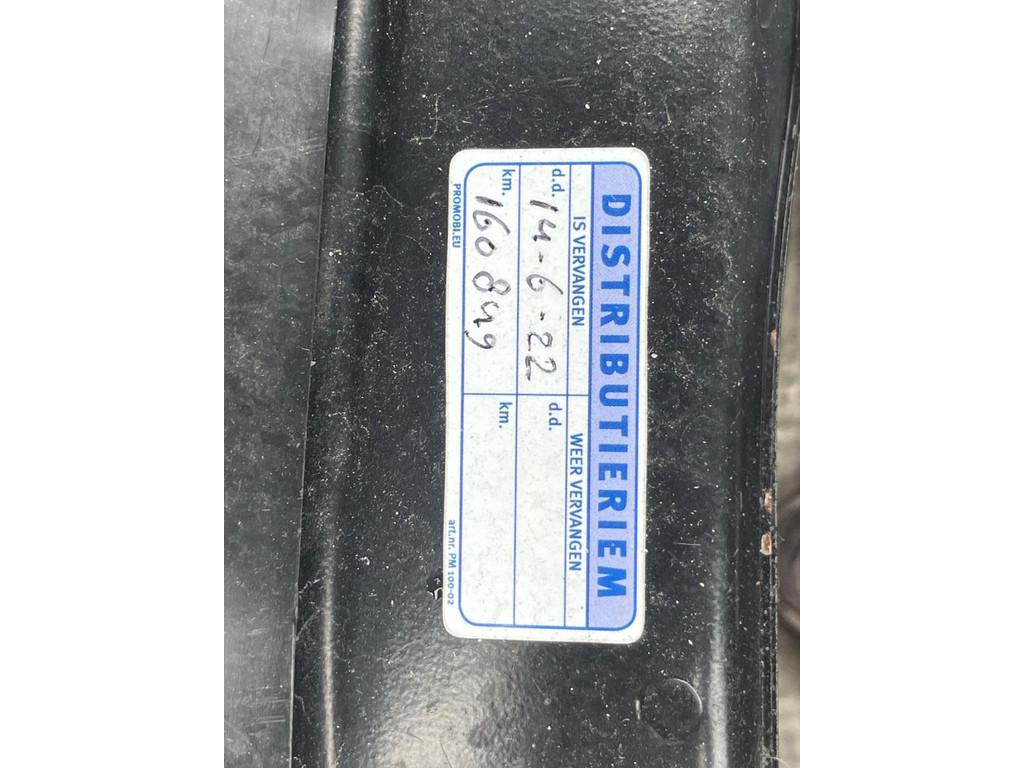 DISTRIBUTIERIEM
IS VERVANGEN WEER VERVANGEN
d.d. 14-6-22 d.d.
km. 160849 km.
PROMOBI.EU art.nr. PM 100-02